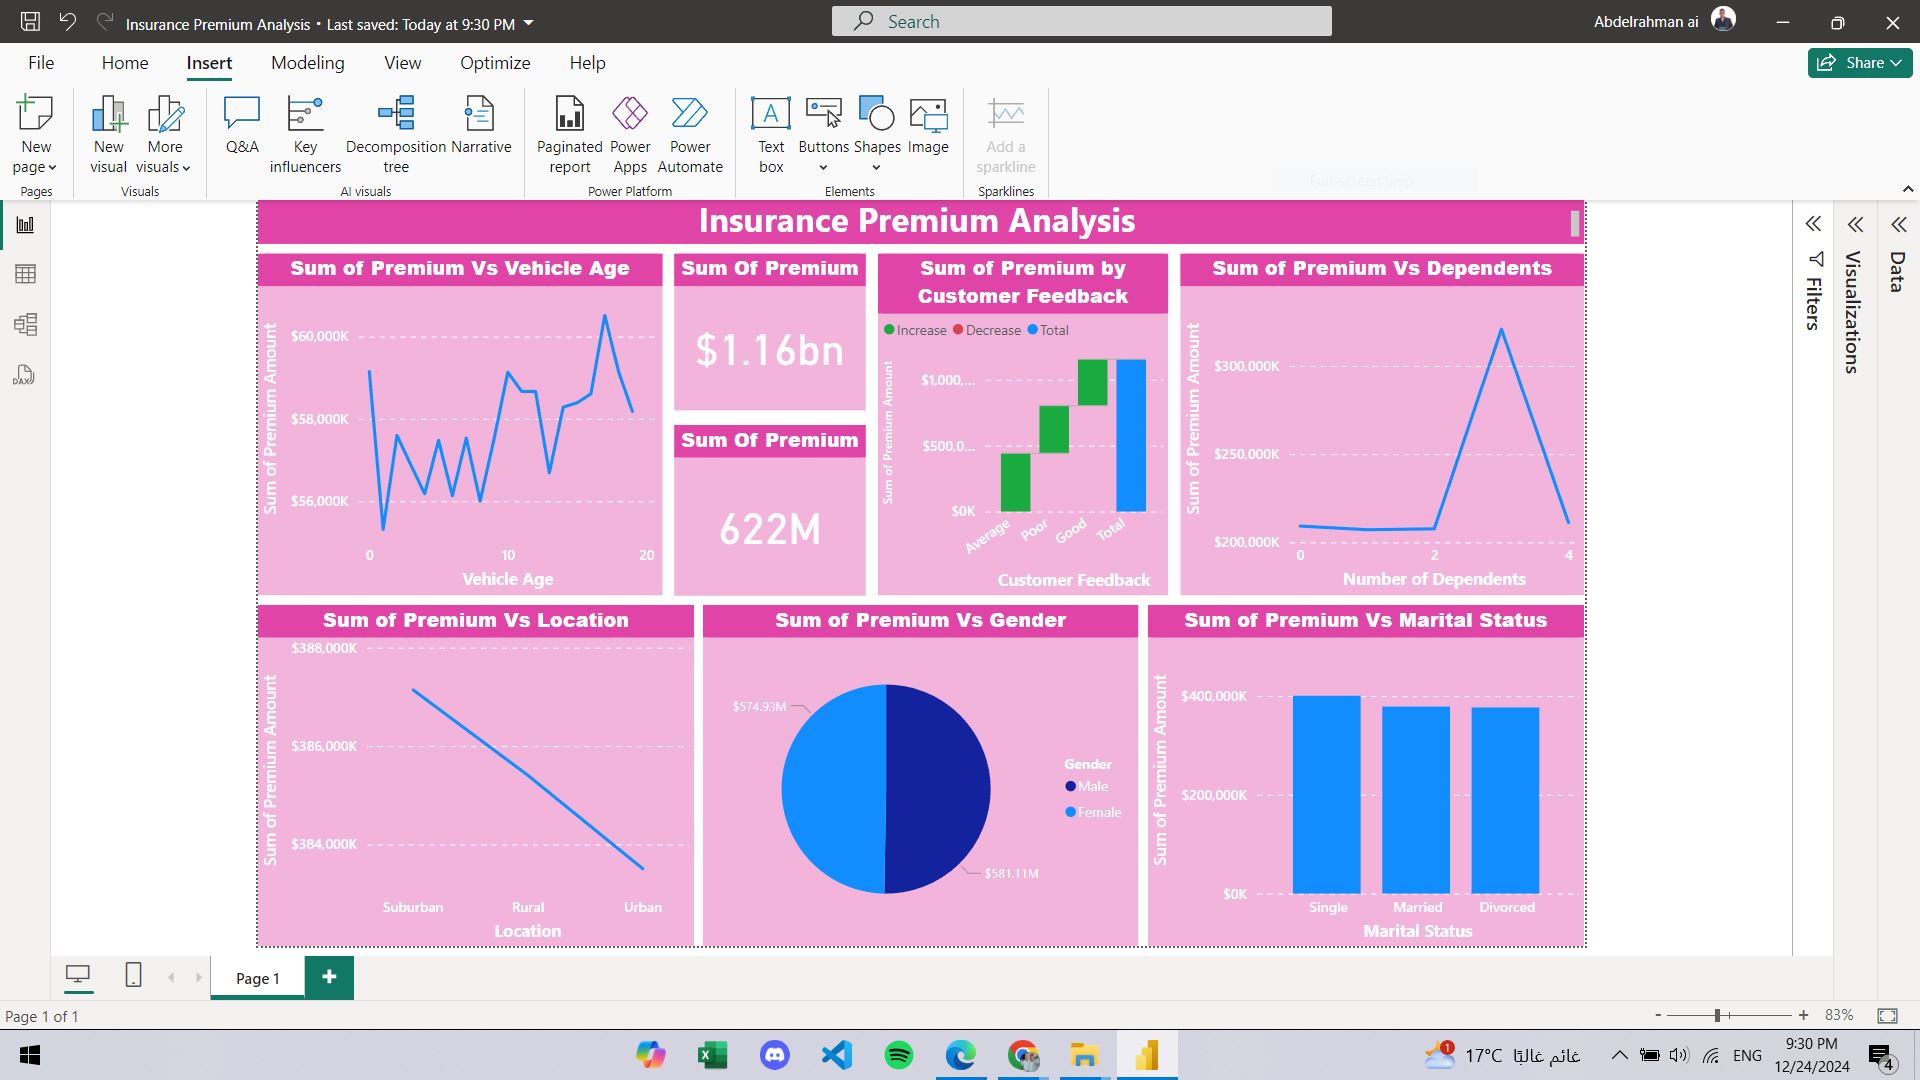 Insurance Premium Analysis • Last saved: Today at 9:30 PM
Search
Abdelrahman ai
File Home Insert Modeling View Optimize Help
Share
New page
New visual
More visuals
Q&A
Key influencers
Decomposition tree
Narrative
Paginated report
Power Apps
Power Automate
Text box
Buttons
Shapes
Image
Add a sparkline
Pages
Visuals
AI visuals
Power Platform
Elements
Sparklines
Insurance Premium Analysis
Sum of Premium Vs Vehicle Age
Sum of Premium Amount
$60,000K
$58,000K
$56,000K
0 10 20
Vehicle Age
Sum Of Premium
$1.16bn
Sum Of Premium
622M
Sum of Premium by
Customer Feedback
Increase Decrease Total
Sum of Premium Amount
$1,000,...
$500,0...
$0K
Average Poor Good Total
Customer Feedback
Sum of Premium Vs Dependents
Sum of Premium Amount
$300,000K
$250,000K
$200,000K
0 2 4
Number of Dependents
Sum of Premium Vs Location
Sum of Premium Amount
$388,000K
$386,000K
$384,000K
Suburban Rural Urban
Location
Sum of Premium Vs Gender
$574.93M
$581.11M
Gender
Male
Female
Sum of Premium Vs Marital Status
Sum of Premium Amount
$400,000K
$200,000K
$0K
Single Married Divorced
Marital Status
Filters
Visualizations
Data
DAX
Page 1
Page 1 of 1
- + 83%
1
17°C غائم غالبًا
ENG
9:30 PM
12/24/2024
4